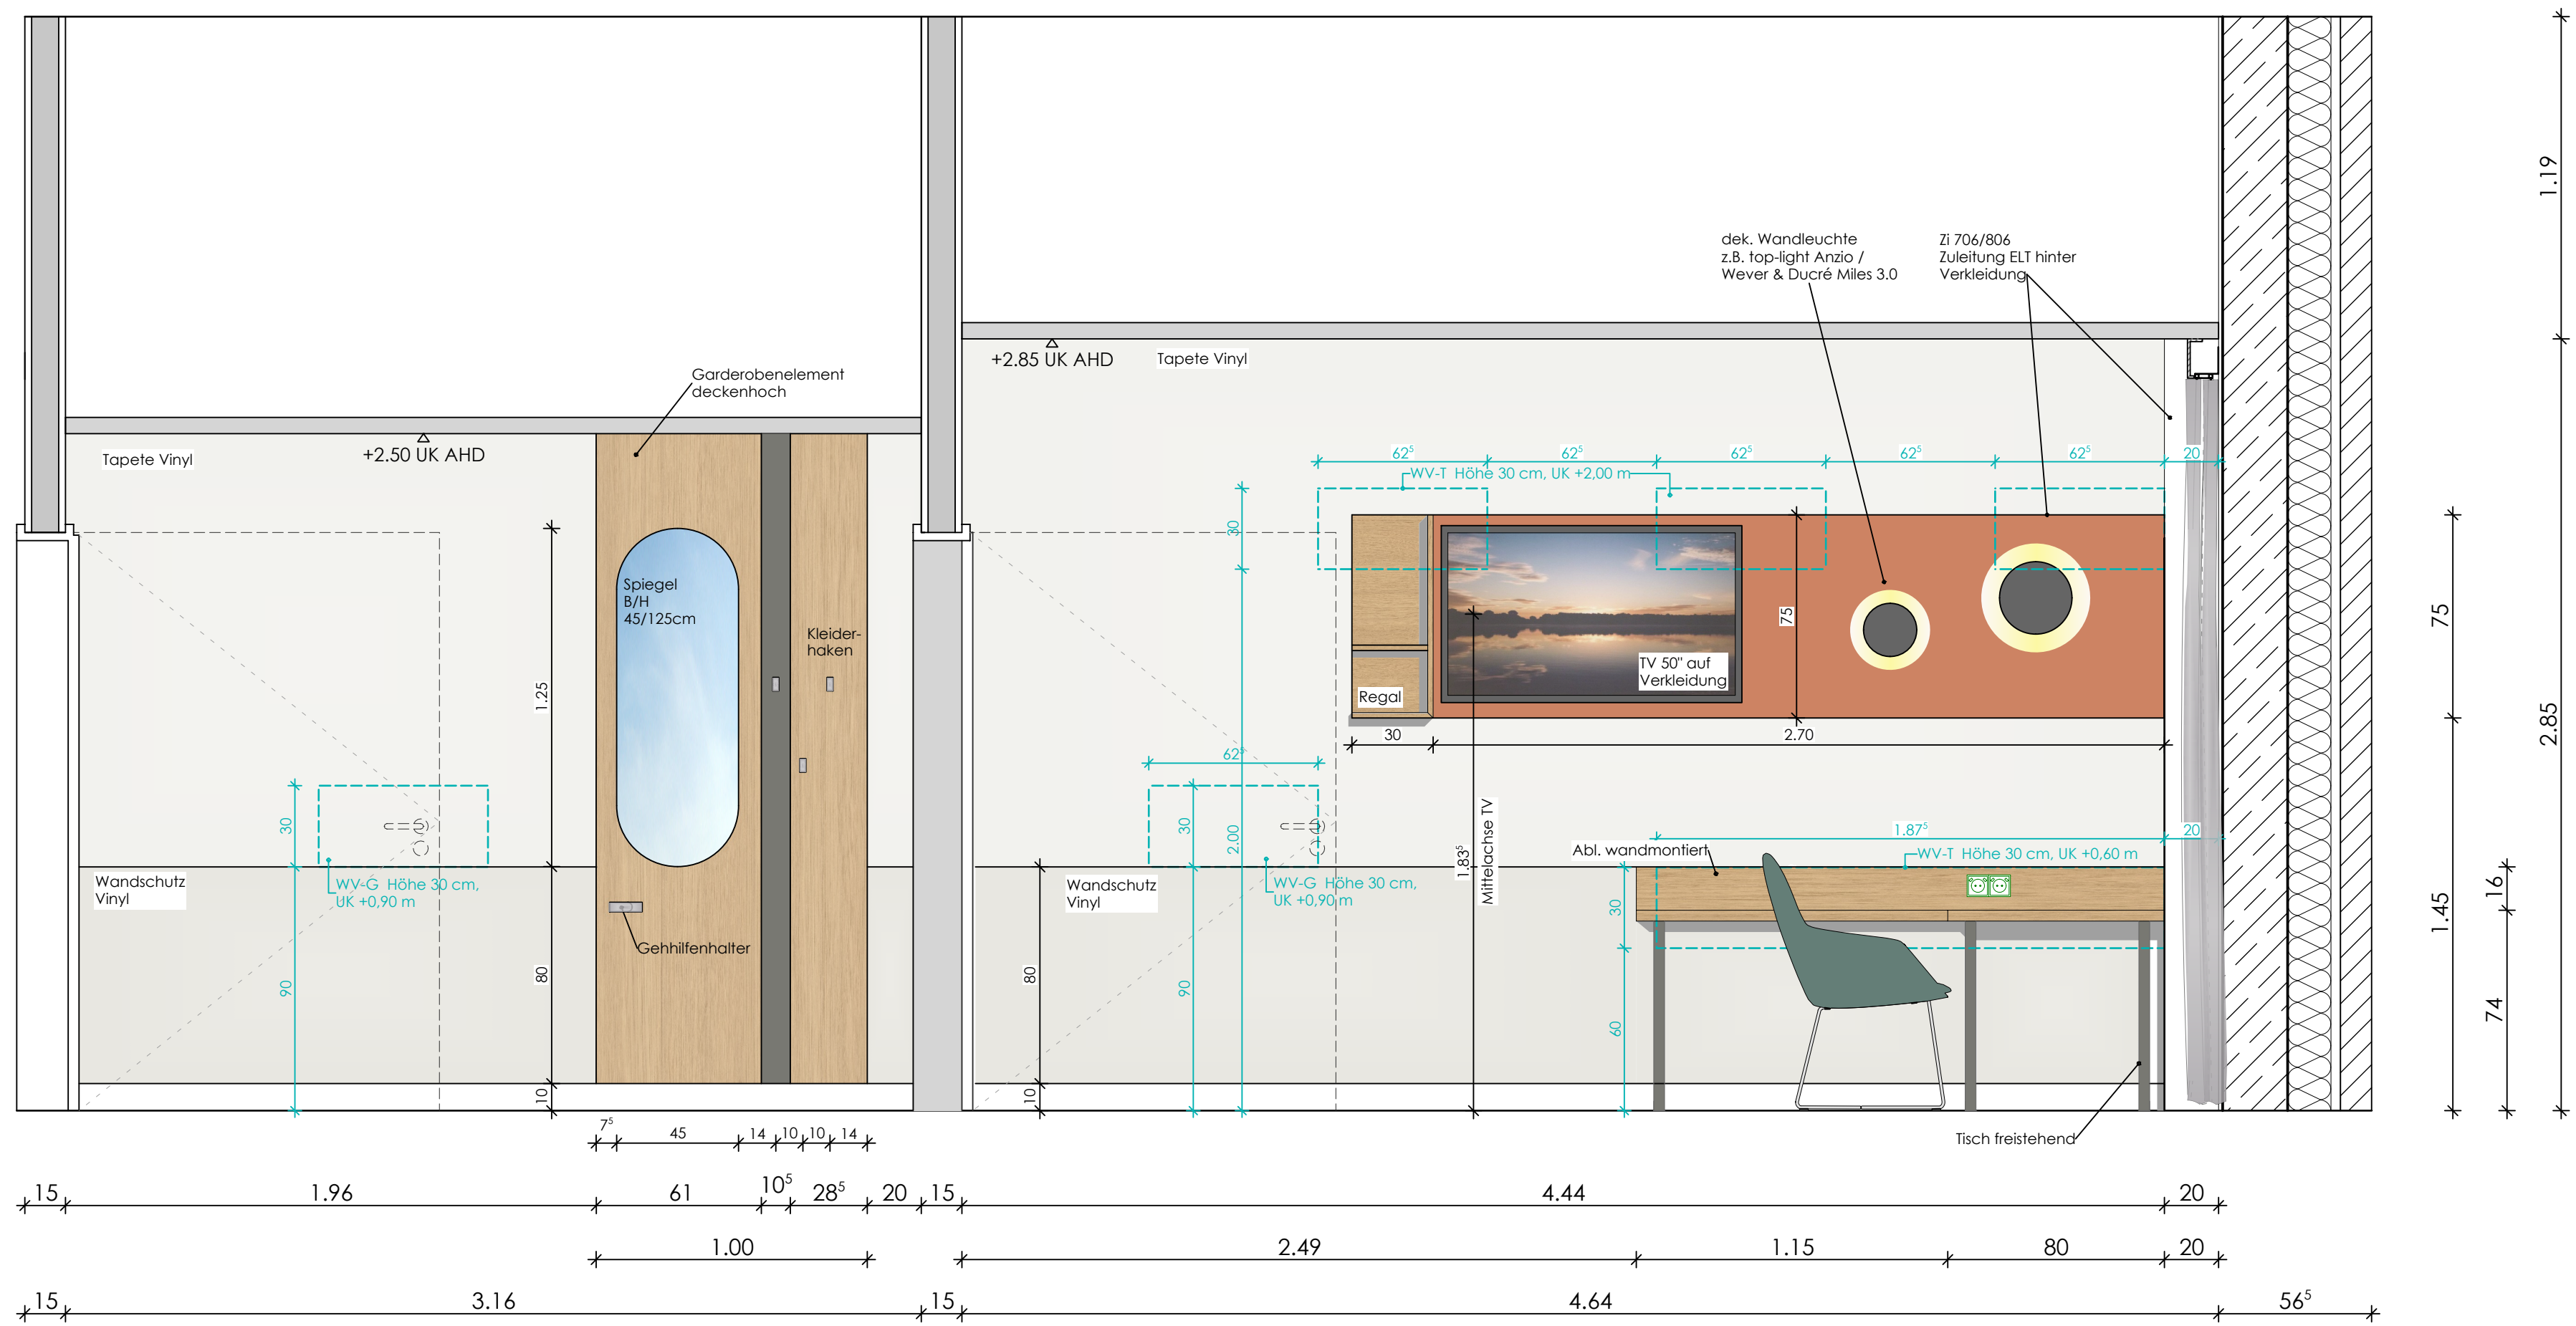 1.19
dek. Wandleuchte
z.B. top-light Anzio /
Wever & Ducré Miles 3.0
Zi 706/806
Zuleitung ELT hinter
Verkleidung
+2.85 UK AHD
Tapete Vinyl
Garderobenelement
deckenhoch
Tapete Vinyl
+2.50 UK AHD
62⁵ 62⁵ 62⁵ 62⁵ 62⁵ 20
WV-T Höhe 30 cm, UK +2,00 m
30
Spiegel
B/H
45/125cm
Kleider-
haken
75
75
TV 50" auf
Verkleidung
Regal
1.25
30 2.70
2.85
62⁵
30
30
2.00
1.83⁵
Mittelachse TV
1.87⁵ 20
Abl. wandmontiert
WV-T Höhe 30 cm, UK +0,60 m
Wandschutz
Vinyl
WV-G Höhe 30 cm,
UK +0,90 m
Wandschutz
Vinyl
WV-G Höhe 30 cm,
UK +0,90 m
30
16
1.45
Gehhilfenhalter
80
80
90
90
60
74
10
10
Tisch freistehend
7⁵ 45 14 10 10 14
15 1.96 61 10⁵ 28⁵ 20 15 4.44 20
1.00 2.49 1.15 80 20
15 3.16 15 4.64 56⁵